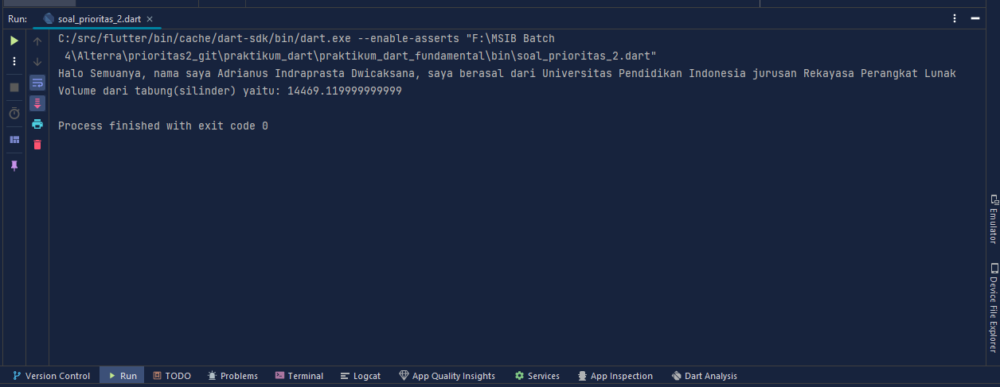 Run: soal_prioritas_2.dart
C:/src/flutter/bin/cache/dart-sdk/bin/dart.exe --enable-asserts "F:\MSIB Batch
4\Alterra\prioritas2_git\praktikum_dart\praktikum_dart_fundamental\bin\soal_prioritas_2.dart"
Halo Semuanya, nama saya Adrianus Indraprasta Dwicaksana, saya berasal dari Universitas Pendidikan Indonesia jurusan Rekayasa Perangkat Lunak
Volume dari tabung(silinder) yaitu: 14469.119999999999
Process finished with exit code 0
Emulator
Device File Explorer
Version Control Run TODO Problems Terminal Logcat App Quality Insights Services App Inspection Dart Analysis